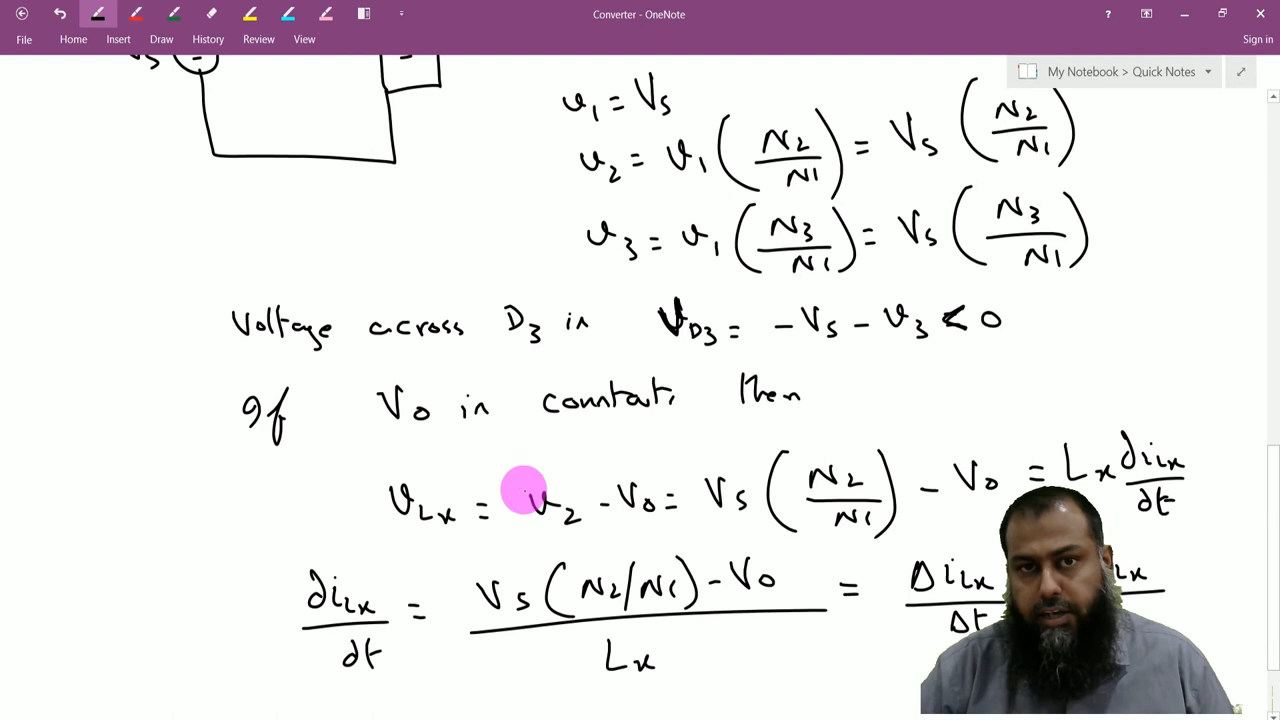 Converter - OneNote
File Home Insert Draw History Review View
Sign in
My Notebook > Quick Notes
Vs
v1 = Vs
v2 = v1 (N2/N1) = Vs (N2/N1)
v3 = v1 (N3/N1) = Vs (N3/N1)
Voltage across D3 is VD3 = -Vs - v3 < 0
If Vo is constant, then
vLx = v2 - Vo = Vs (N2/N1) - Vo = Lx diLx/dt
diLx/dt = Vs (N2/N1) - Vo / Lx = ΔiLx/Δt